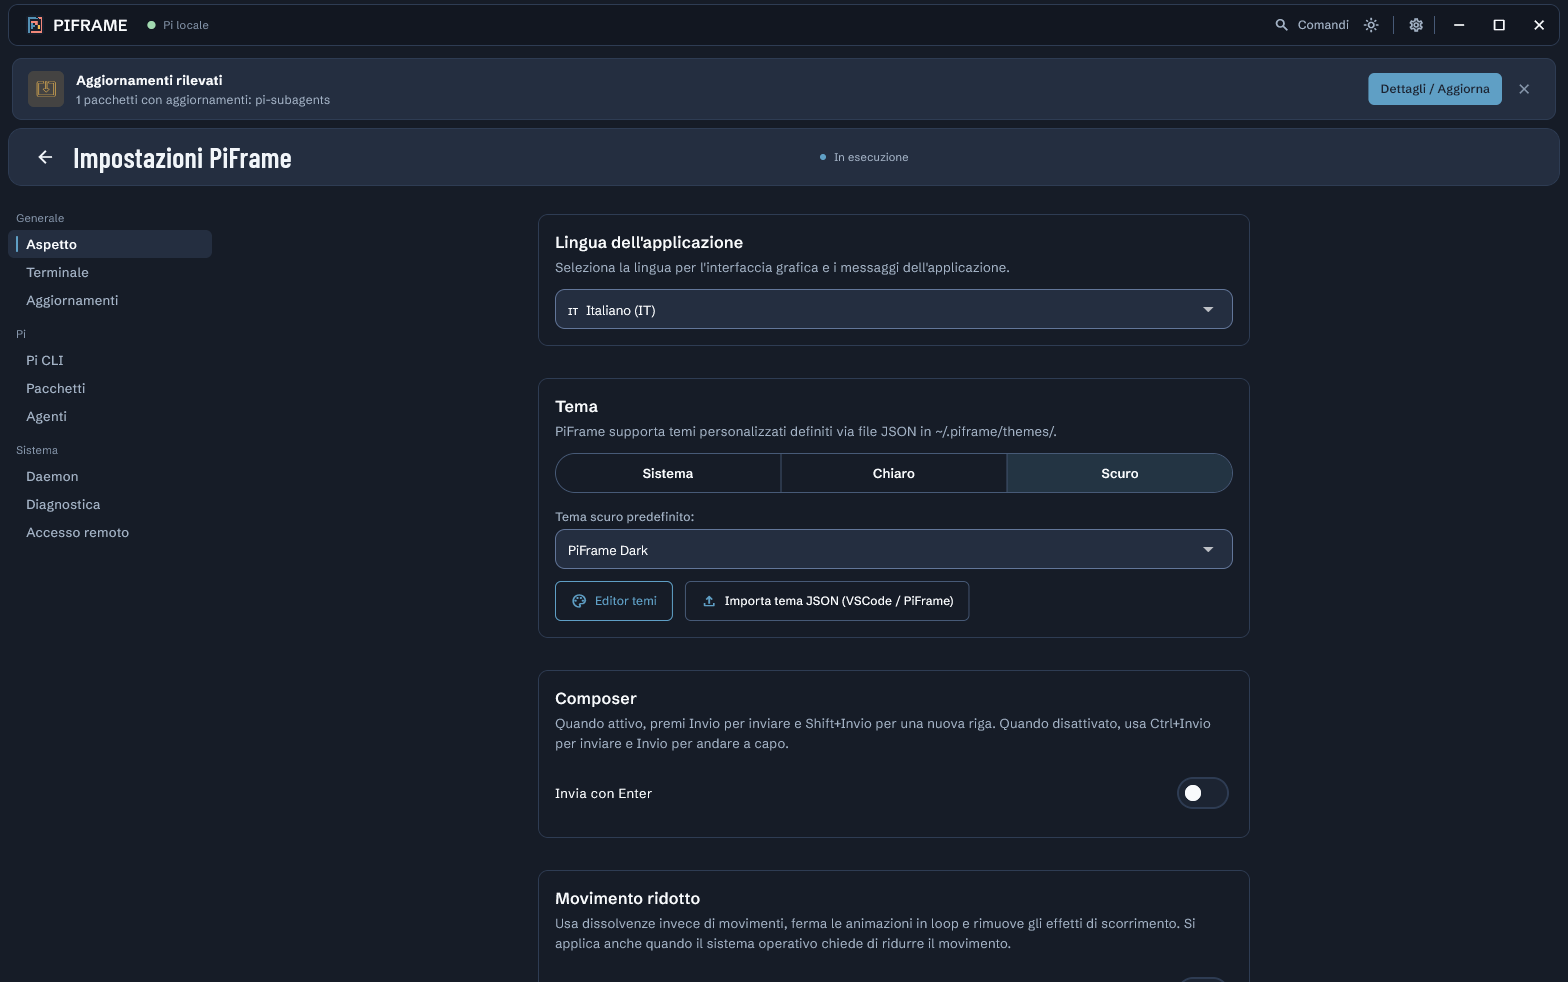 PIFRAME
Pi locale
Comandi
Aggiornamenti rilevati
1 pacchetti con aggiornamenti: pi-subagents
Dettagli / Aggiorna
Impostazioni PiFrame
In esecuzione
Generale
Aspetto
Terminale
Aggiornamenti
Pi
Pi CLI
Pacchetti
Agenti
Sistema
Daemon
Diagnostica
Accesso remoto
Lingua dell'applicazione
Seleziona la lingua per l'interfaccia grafica e i messaggi dell'applicazione.
IT Italiano (IT)
Tema
PiFrame supporta temi personalizzati definiti via file JSON in ~/.piframe/themes/.
Sistema
Chiaro
Scuro
Tema scuro predefinito:
PiFrame Dark
Editor temi
Importa tema JSON (VSCode / PiFrame)
Composer
Quando attivo, premi Invio per inviare e Shift+Invio per una nuova riga. Quando disattivato, usa Ctrl+Invio
per inviare e Invio per andare a capo.
Invia con Enter
Movimento ridotto
Usa dissolvenze invece di movimenti, ferma le animazioni in loop e rimuove gli effetti di scorrimento. Si
applica anche quando il sistema operativo chiede di ridurre il movimento.